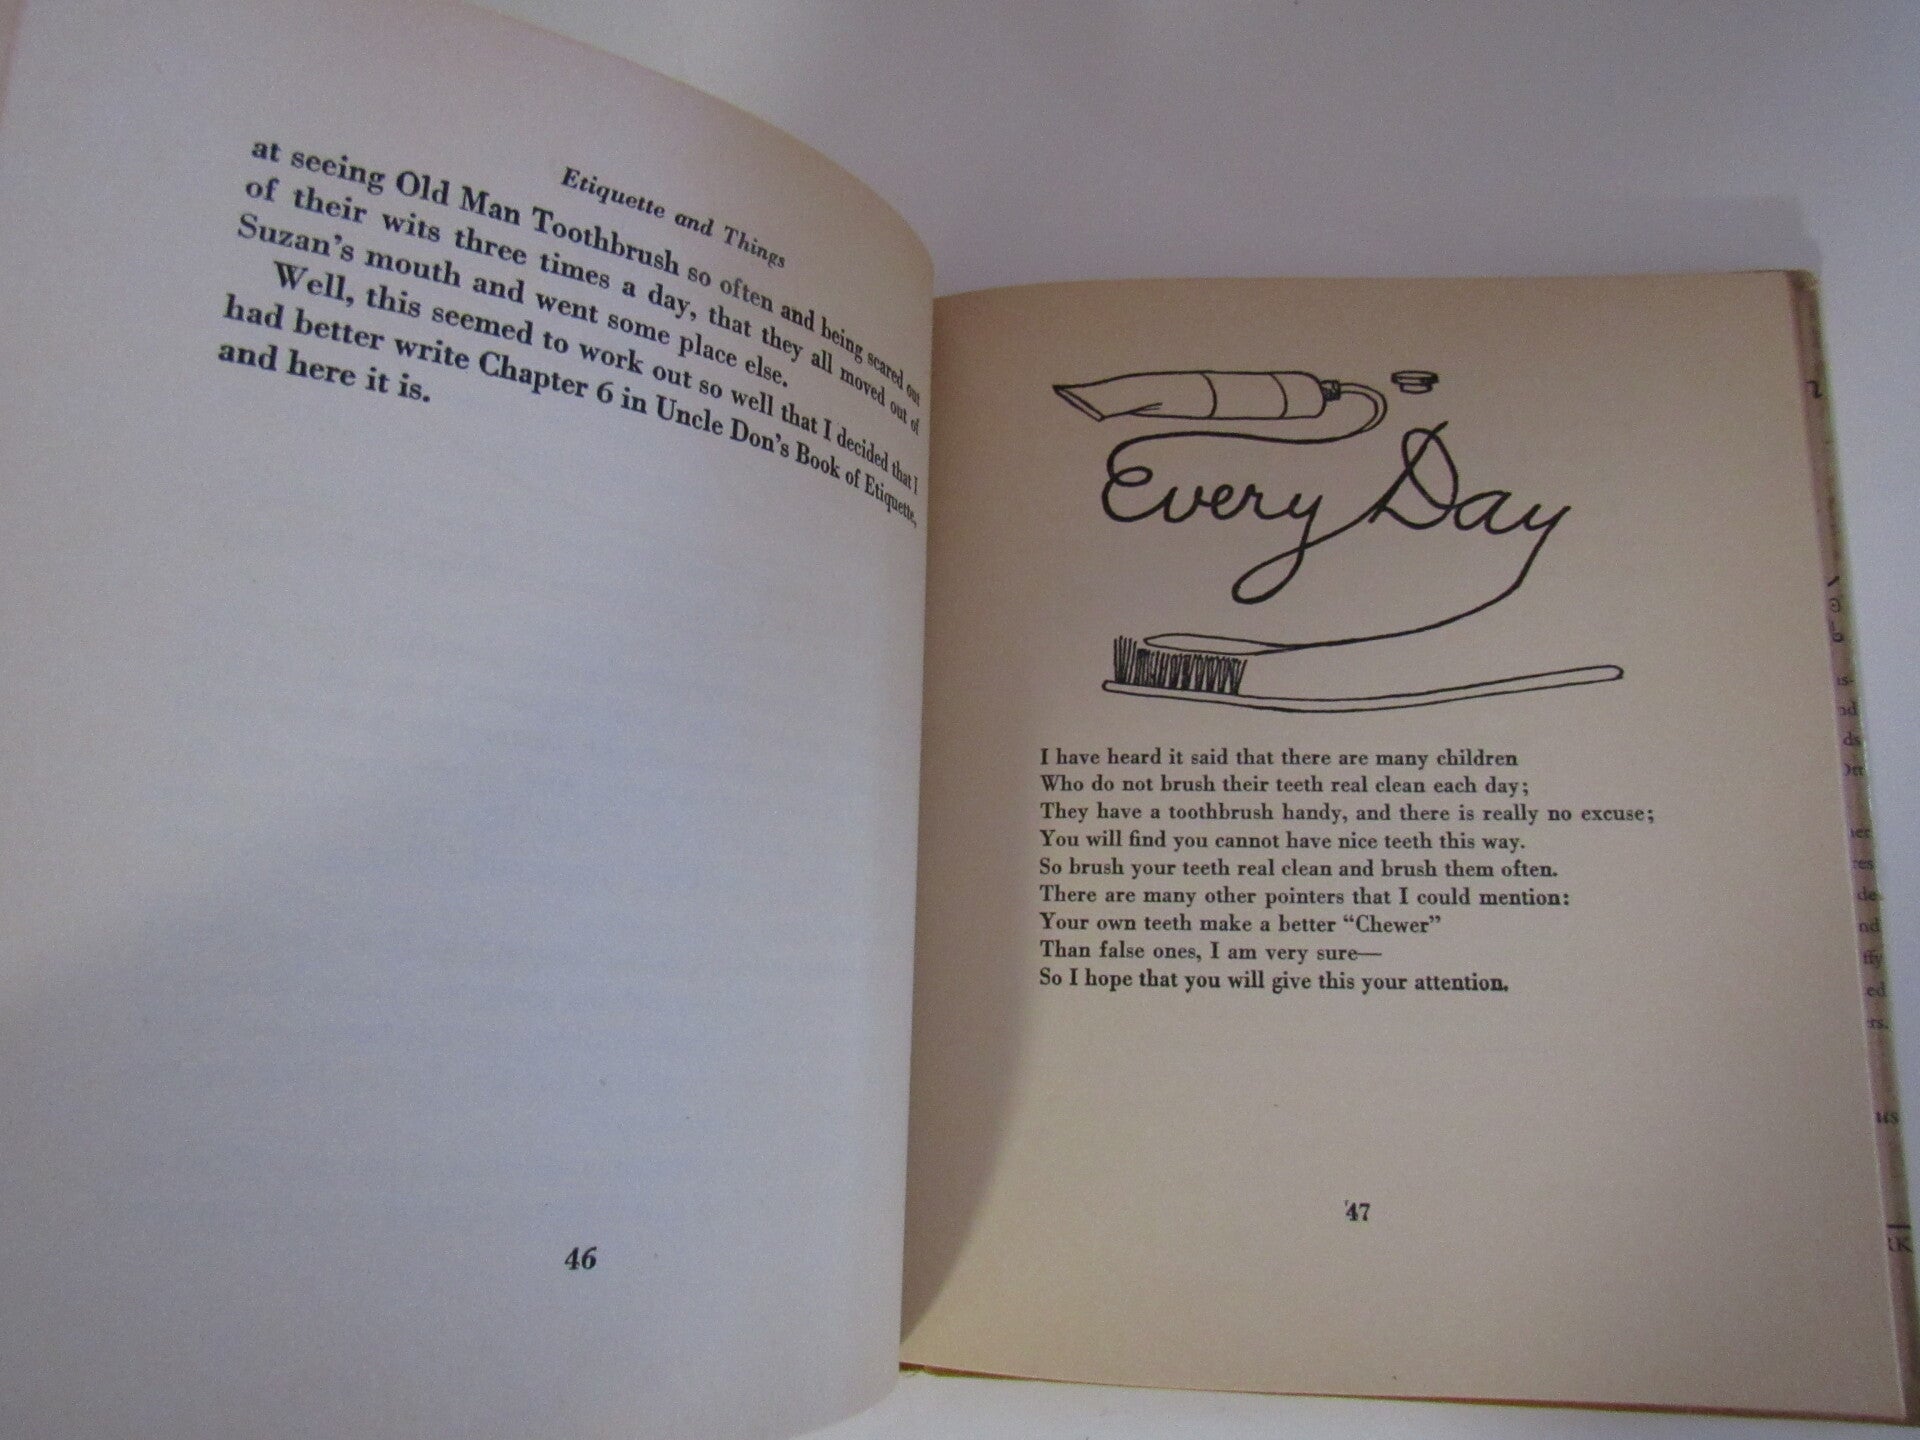 Etiquette and Things
at seeing Old Man Toothbrush so often and being scared out
of their wits three times a day, that they all moved out of
Suzan's mouth and went some place else.
Well, this seemed to work out so well that I decided that I
had better write Chapter 6 in Uncle Don's Book of Etiquette,
and here it is.
46
Every Day
I have heard it said that there are many children
Who do not brush their teeth real clean each day;
They have a toothbrush handy, and there is really no excuse;
You will find you cannot have nice teeth this way.
So brush your teeth real clean and brush them often.
There are many other pointers that I could mention:
Your own teeth make a better “Chewer”
Than false ones, I am very sure—
So I hope that you will give this your attention.
47